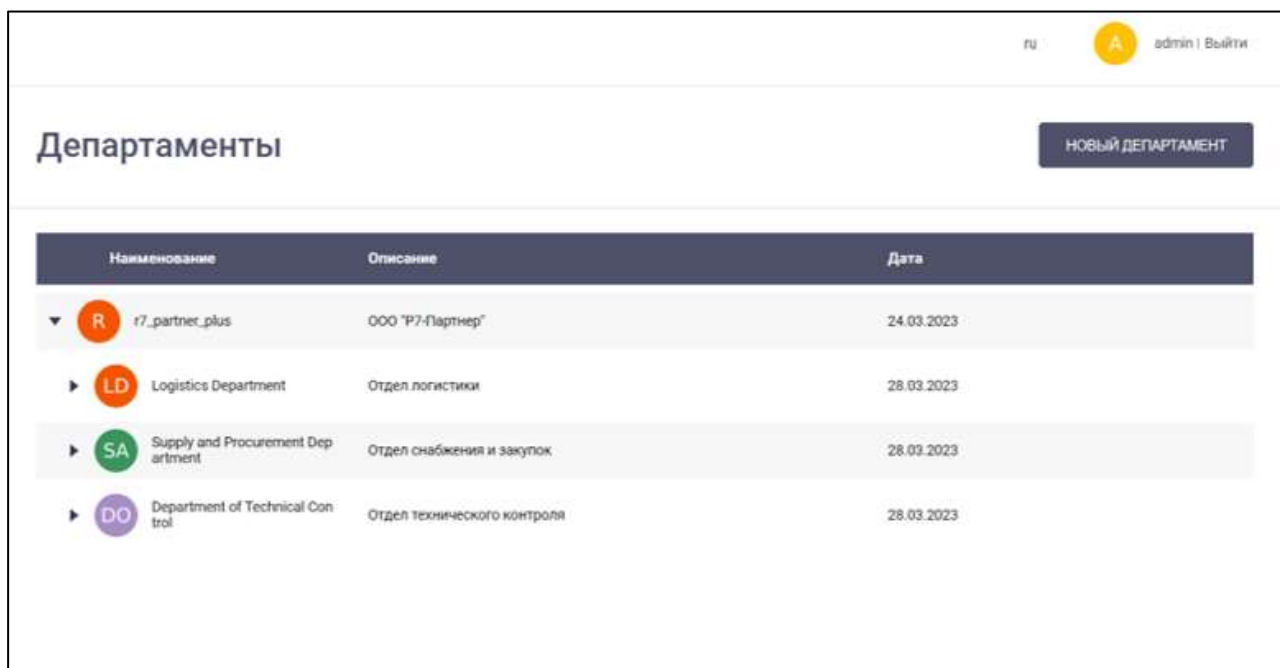 ru
A
admin | Выйти
Департаменты
НОВЫЙ ДЕПАРТАМЕНТ
Наименование Описание Дата
R r7_partner_plus ООО "Р7-Партнер" 24.03.2023
LD Logistics Department Отдел логистики 28.03.2023
SA Supply and Procurement Dep
artment Отдел снабжения и закупок 28.03.2023
DO Department of Technical Con
trol Отдел технического контроля 28.03.2023